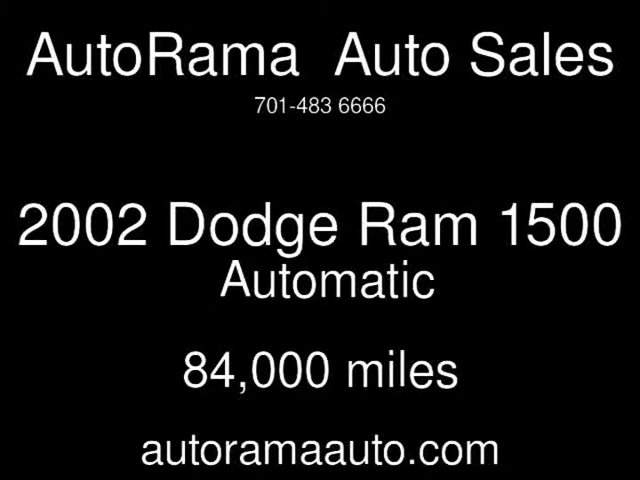 AutoRama Auto Sales
701-483 6666
2002 Dodge Ram 1500
Automatic
84,000 miles
autoramaauto.com